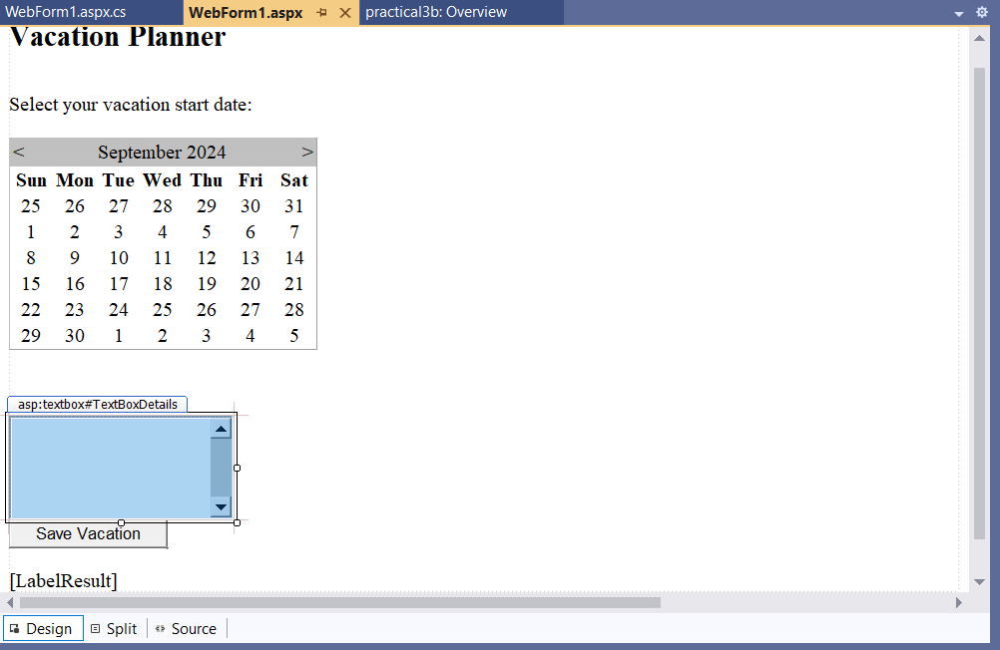 WebForm1.aspx.cs WebForm1.aspx practical3b: Overview
Vacation Planner
Select your vacation start date:
< September 2024 >
Sun Mon Tue Wed Thu Fri Sat
25 26 27 28 29 30 31
1 2 3 4 5 6 7
8 9 10 11 12 13 14
15 16 17 18 19 20 21
22 23 24 25 26 27 28
29 30 1 2 3 4 5
asp:textbox#TextBoxDetails
Save Vacation
[LabelResult]
Design Split Source